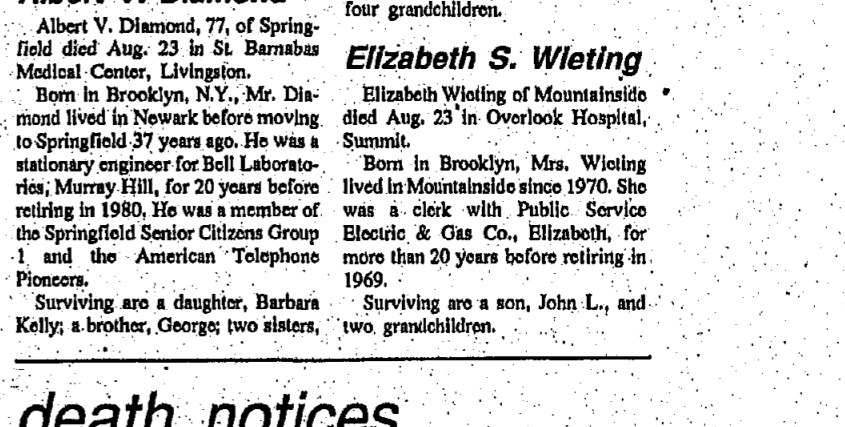 Albert V. Diamond
Albert V. Diamond, 77, of Spring-
field died Aug. 23 in St. Barnabas
Medical Center, Livingston.
Born in Brooklyn, N.Y., Mr. Dia-
mond lived in Newark before moving
to Springfield 37 years ago. He was a
stationary engineer for Bell Laborato-
ries, Murray Hill, for 20 years before
retiring in 1980. He was a member of
the Springfield Senior Citizens Group
1 and the American Telephone
Pioneers.
Surviving are a daughter, Barbara
Kelly; a brother, George; two sisters,
four grandchildren.
Elizabeth S. Wieting
Elizabeth Wieting of Mountainside
died Aug. 23 in Overlook Hospital,
Summit.
Born in Brooklyn, Mrs. Wieting
lived in Mountainside since 1970. She
was a clerk with Public Service
Electric & Gas Co., Elizabeth, for
more than 20 years before retiring in
1969.
Surviving are a son, John L., and
two grandchildren.
death notices